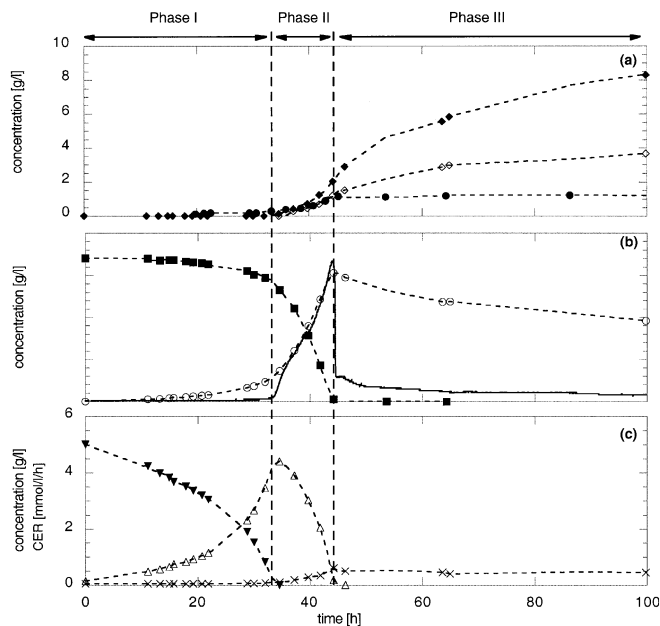 Phase I Phase II Phase III
(a)
10
8
6
4
2
0
concentration [g/l]
(b)
concentration [g/l]
(c)
6
4
2
0
concentration [g/l]
CER [mmol/l/h]
0 20 40 60 80 100
time [h]